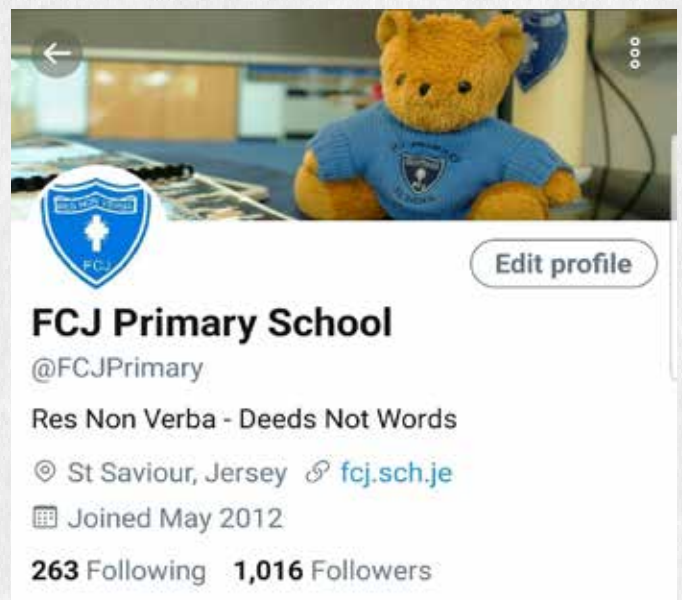 RES NON VERBA
FCJ
Edit profile
FCJ Primary School
@FCJPrimary
Res Non Verba - Deeds Not Words
St Saviour, Jersey fcj.sch.je
Joined May 2012
263 Following 1,016 Followers